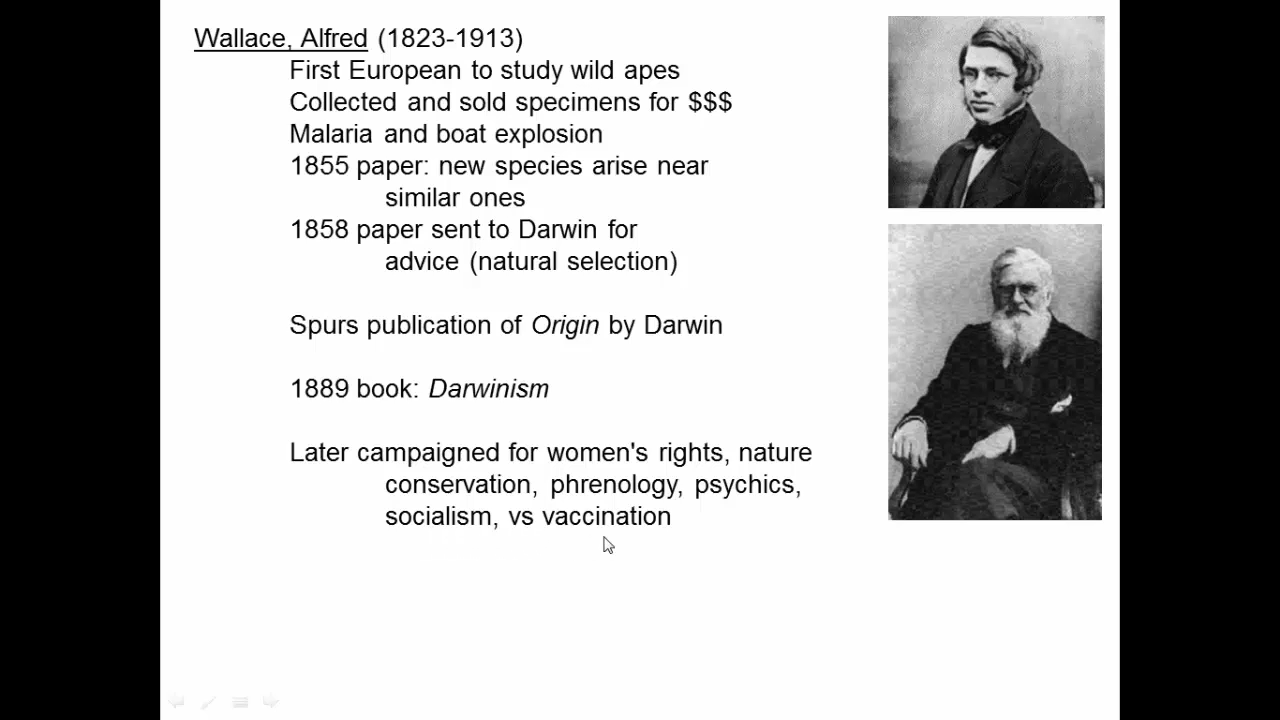 Wallace, Alfred (1823-1913)
First European to study wild apes
Collected and sold specimens for $$$
Malaria and boat explosion
1855 paper: new species arise near
similar ones
1858 paper sent to Darwin for
advice (natural selection)
Spurs publication of Origin by Darwin
1889 book: Darwinism
Later campaigned for women's rights, nature
conservation, phrenology, psychics,
socialism, vs vaccination